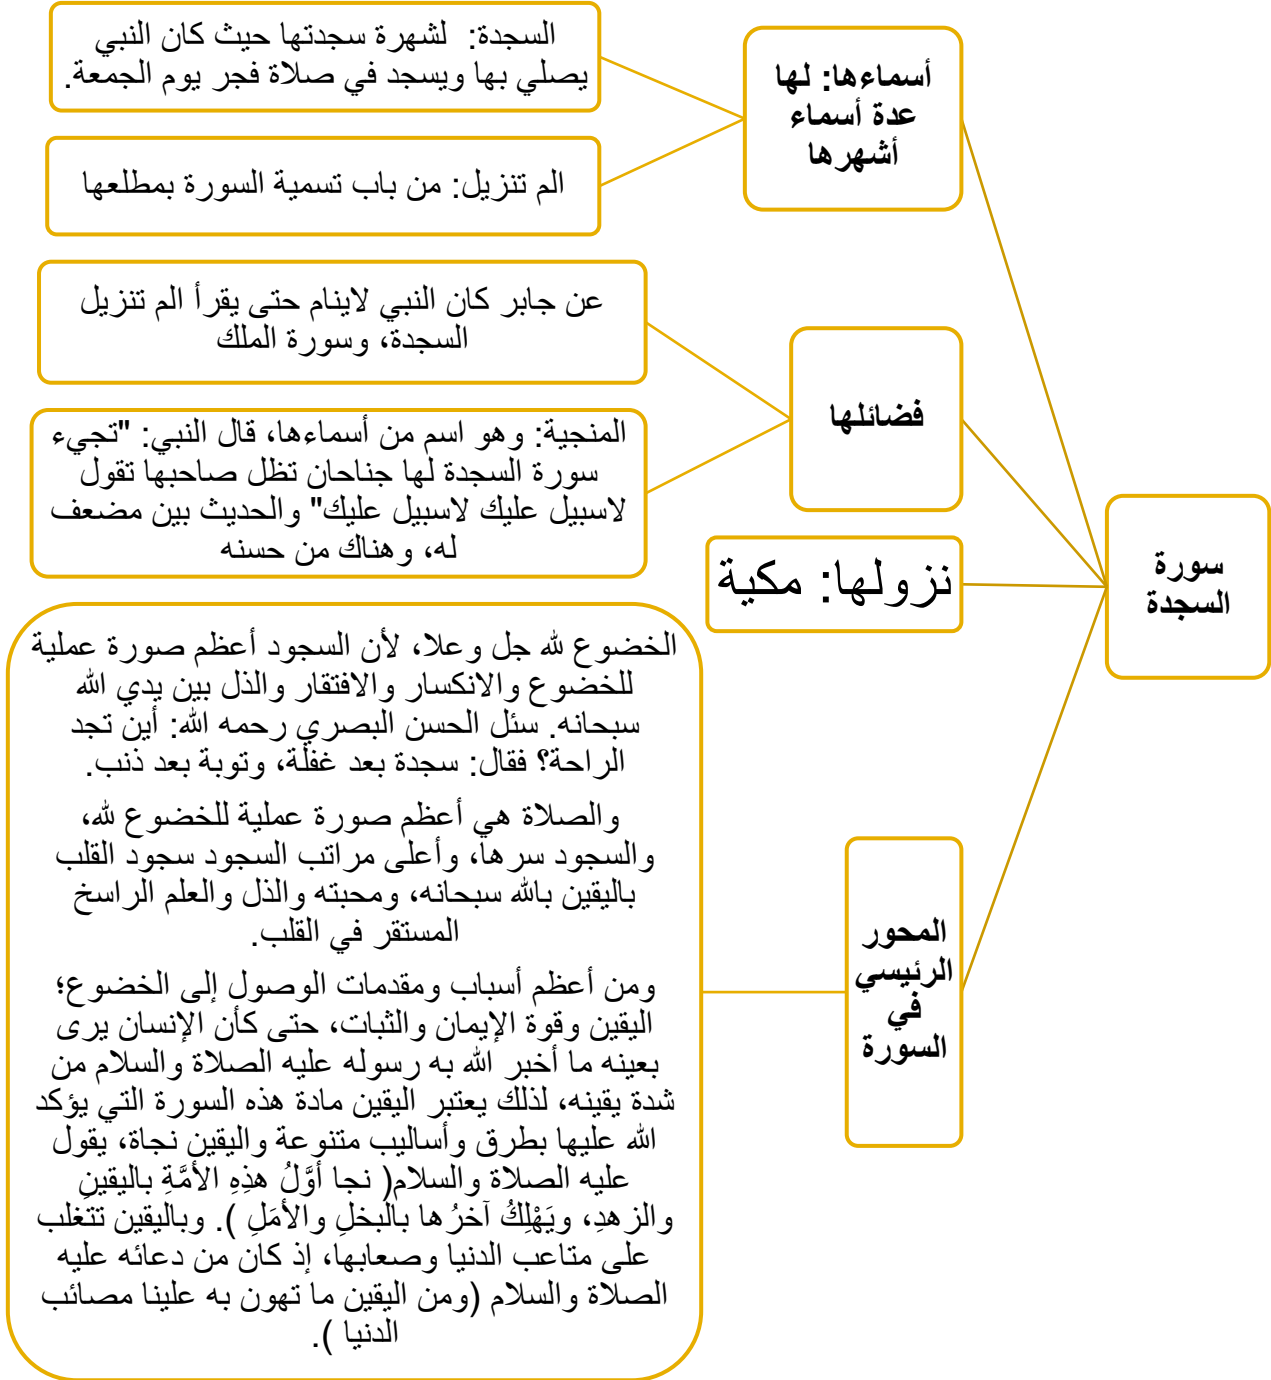 سورة
السجدة
أسماءها: لها
عدة أسماء
أشهرها
السجدة: لشهرة سجدتها حيث كان النبي
يصلي بها ويسجد في صلاة فجر يوم الجمعة.
الم تنزيل: من باب تسمية السورة بمطلعها
فضائلها
عن جابر كان النبي لاينام حتى يقرأ الم تنزيل
السجدة، وسورة الملك
المنجية: وهو اسم من أسماءها، قال النبي: "تجيء
سورة السجدة لها جناحان تظل صاحبها تقول
لاسبيل عليك لاسبيل عليك" والحديث بين مضعف
له، وهناك من حسنه
نزولها: مكية
المحور
الرئيسي
في
السورة
الخضوع لله جل وعلا، لأن السجود أعظم صورة عملية
للخضوع والانكسار والافتقار والذل بين يدي الله
سبحانه. سئل الحسن البصري رحمه الله: أين تجد
الراحة؟ فقال: سجدة بعد غفلة، وتوبة بعد ذنب.
والصلاة هي أعظم صورة عملية للخضوع لله،
والسجود سرها، وأعلى مراتب السجود سجود القلب
باليقين بالله سبحانه، ومحبته والذل والعلم الراسخ
المستقر في القلب.
ومن أعظم أسباب ومقدمات الوصول إلى الخضوع؛
اليقين وقوة الإيمان والثبات، حتى كأن الإنسان يرى
بعينه ما أخبر الله به رسوله عليه الصلاة والسلام من
شدة يقينه، لذلك يعتبر اليقين مادة هذه السورة التي يؤكد
الله عليها بطرق وأساليب متنوعة واليقين نجاة، يقول
عليه الصلاة والسلام( نجا أوَّلُ هذِهِ الأمَّةِ باليقينِ
والزهدِ، ويَهْلِكُ آخرُها بالبخلِ والأمَلِ ). وباليقين تتغلب
على متاعب الدنيا وصعابها، إذ كان من دعائه عليه
الصلاة والسلام (ومن اليقين ما تهون به علينا مصائب
الدنيا ).